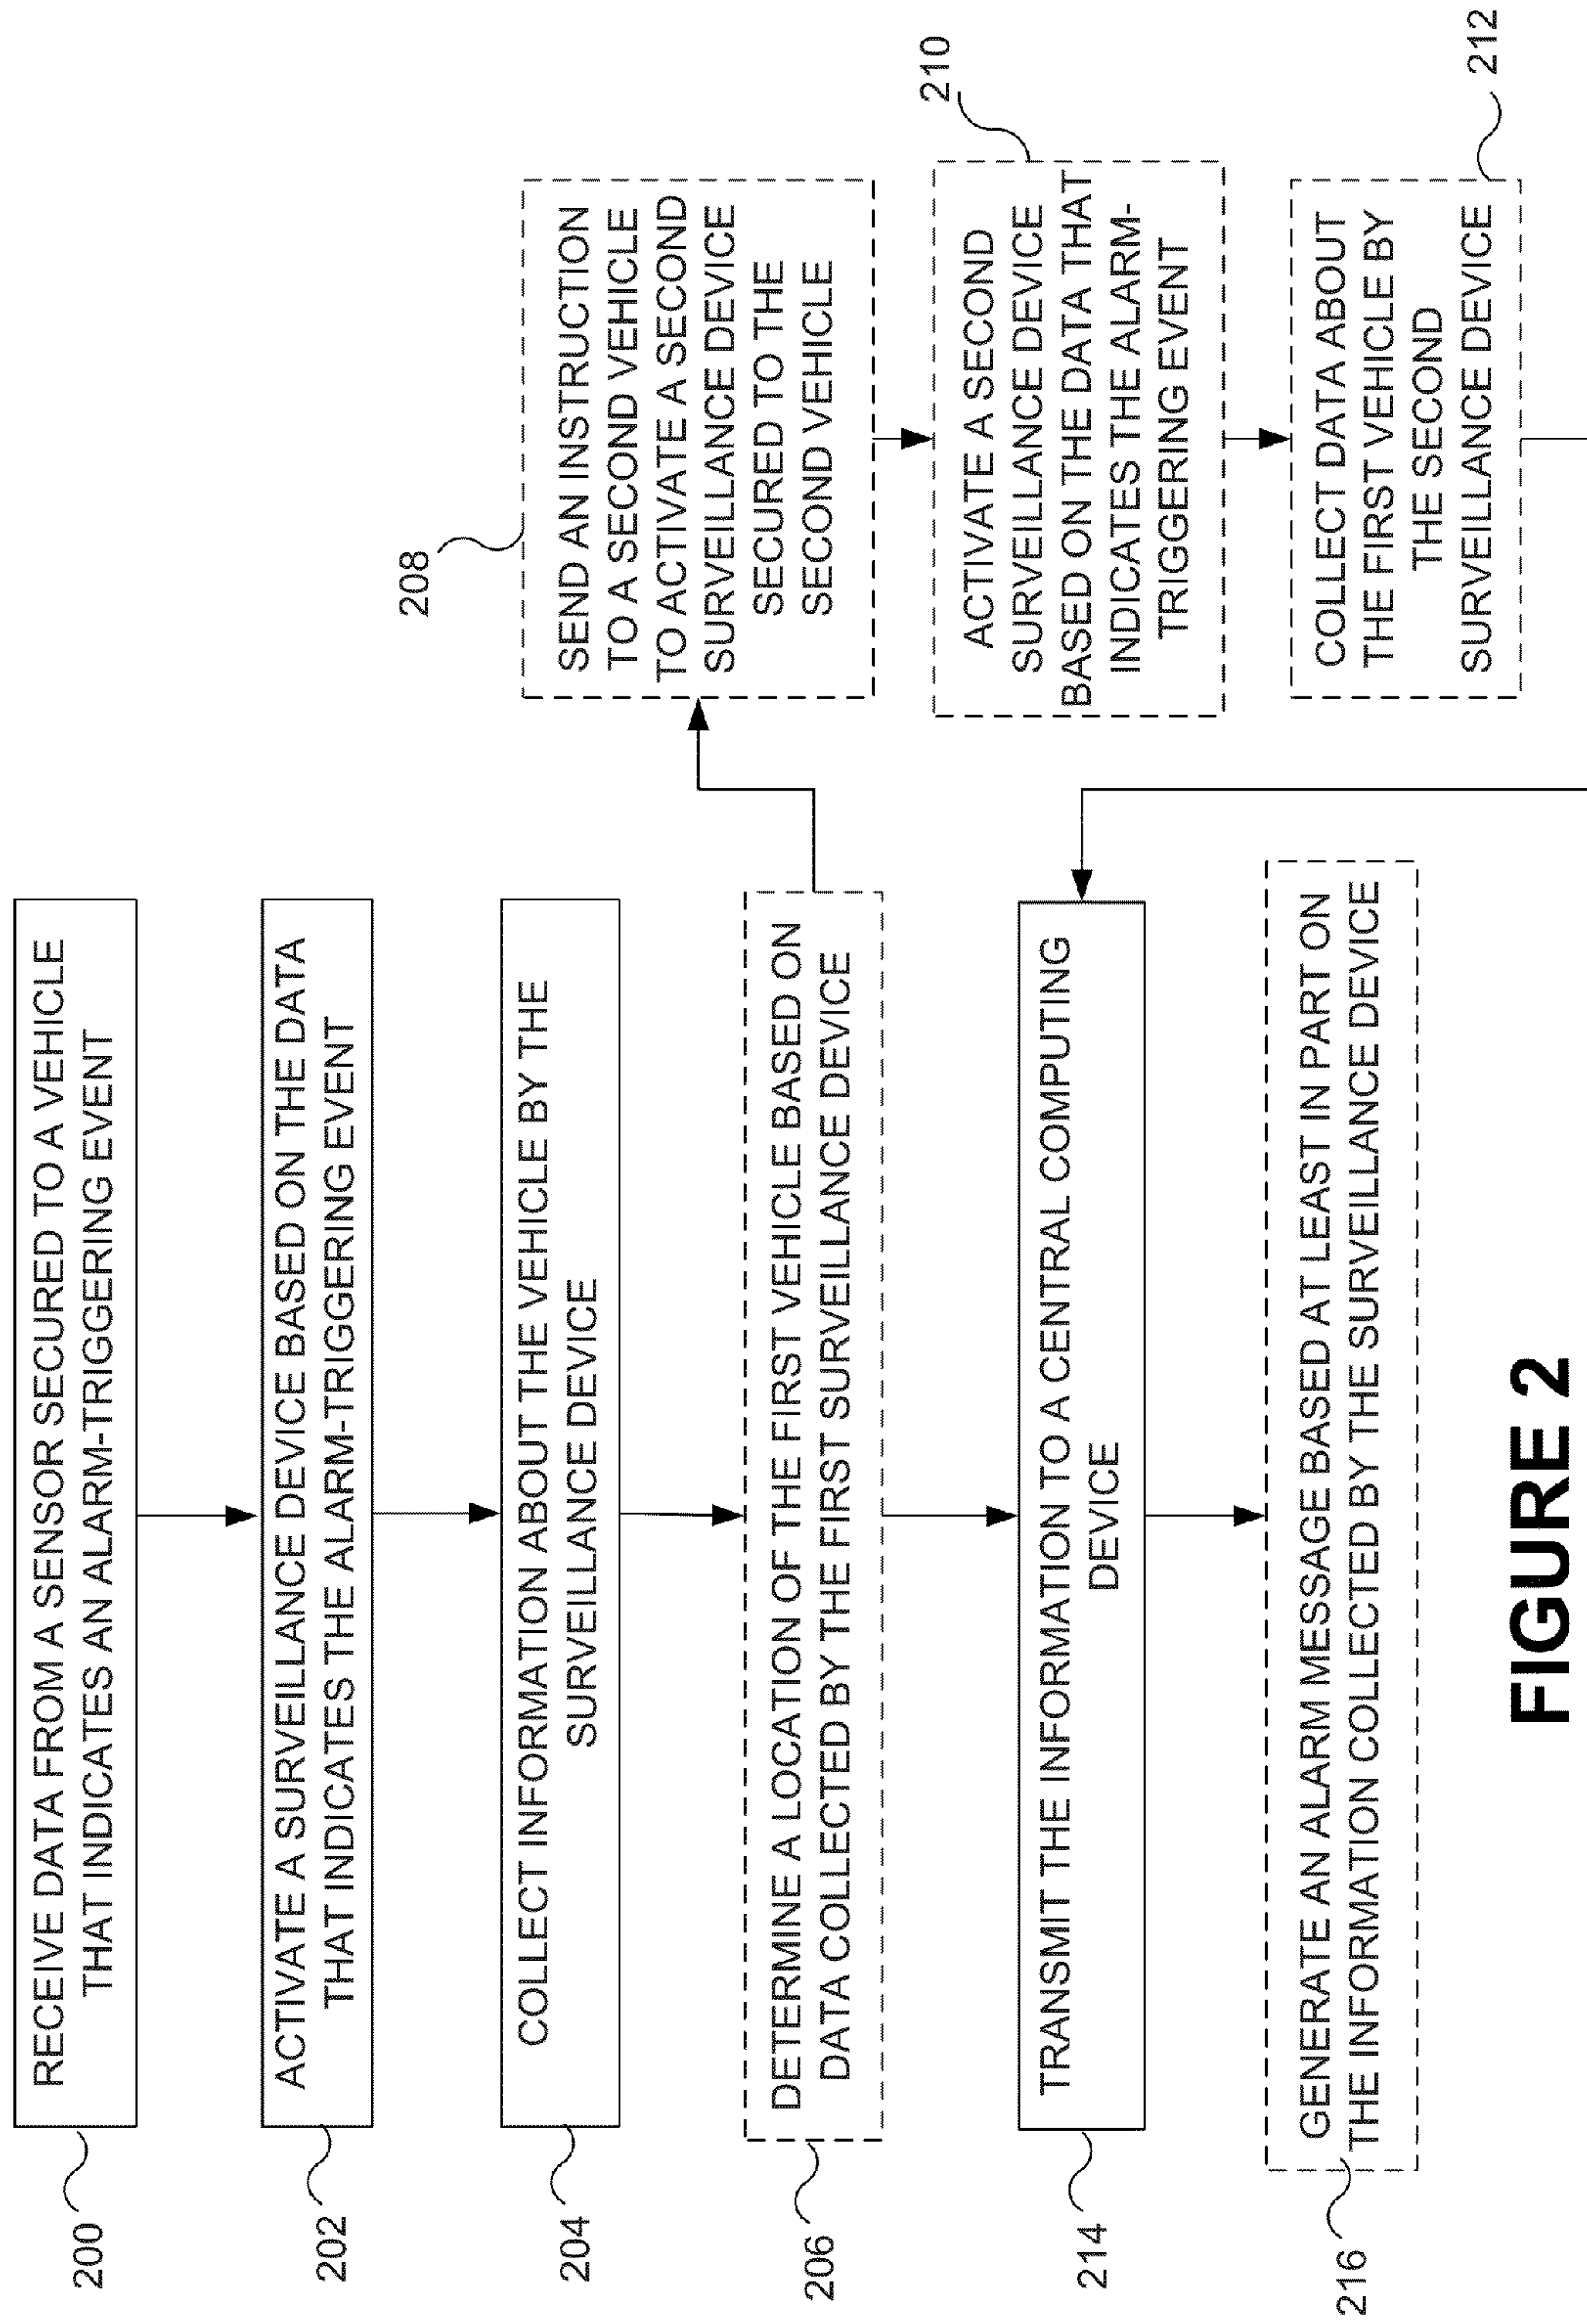 200
RECEIVE DATA FROM A SENSOR SECURED TO A VEHICLE
THAT INDICATES AN ALARM-TRIGGERING EVENT
202
ACTIVATE A SURVEILLANCE DEVICE BASED ON THE DATA
THAT INDICATES THE ALARM-TRIGGERING EVENT
204
COLLECT INFORMATION ABOUT THE VEHICLE BY THE
SURVEILLANCE DEVICE
206
DETERMINE A LOCATION OF THE FIRST VEHICLE BASED ON
DATA COLLECTED BY THE FIRST SURVEILLANCE DEVICE
208
SEND AN INSTRUCTION
TO A SECOND VEHICLE
TO ACTIVATE A SECOND
SURVEILLANCE DEVICE
SECURED TO THE
SECOND VEHICLE
210
ACTIVATE A SECOND
SURVEILLANCE DEVICE
BASED ON THE DATA THAT
INDICATES THE ALARM-
TRIGGERING EVENT
212
COLLECT DATA ABOUT
THE FIRST VEHICLE BY
THE SECOND
SURVEILLANCE DEVICE
214
TRANSMIT THE INFORMATION TO A CENTRAL COMPUTING
DEVICE
216
GENERATE AN ALARM MESSAGE BASED AT LEAST IN PART ON
THE INFORMATION COLLECTED BY THE SURVEILLANCE DEVICE
FIGURE 2